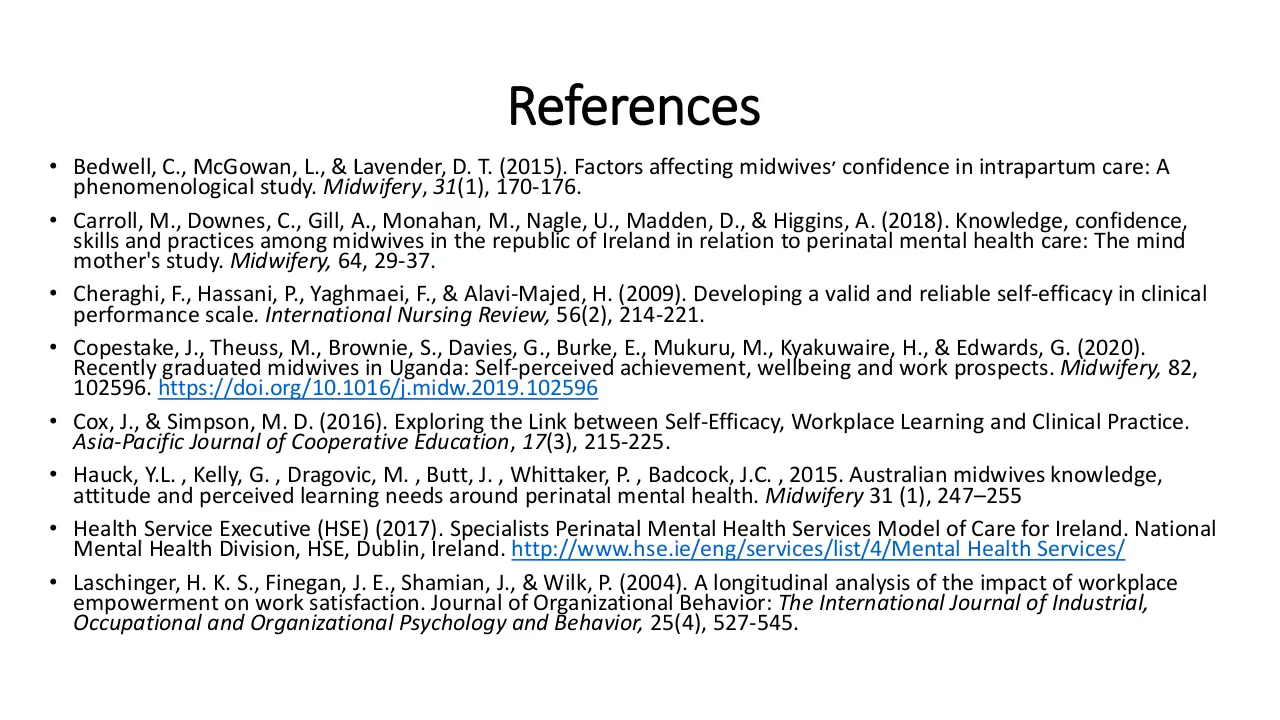 References
• Bedwell, C., McGowan, L., & Lavender, D. T. (2015). Factors affecting midwives’ confidence in intrapartum care: A
phenomenological study. Midwifery, 31(1), 170-176.
• Carroll, M., Downes, C., Gill, A., Monahan, M., Nagle, U., Madden, D., & Higgins, A. (2018). Knowledge, confidence,
skills and practices among midwives in the republic of Ireland in relation to perinatal mental health care: The mind
mother's study. Midwifery, 64, 29-37.
• Cheraghi, F., Hassani, P., Yaghmaei, F., & Alavi-Majed, H. (2009). Developing a valid and reliable self-efficacy in clinical
performance scale. International Nursing Review, 56(2), 214-221.
• Copestake, J., Theuss, M., Brownie, S., Davies, G., Burke, E., Mukuru, M., Kyakuwaire, H., & Edwards, G. (2020).
Recently graduated midwives in Uganda: Self-perceived achievement, wellbeing and work prospects. Midwifery, 82,
102596. https://doi.org/10.1016/j.midw.2019.102596
• Cox, J., & Simpson, M. D. (2016). Exploring the Link between Self-Efficacy, Workplace Learning and Clinical Practice.
Asia-Pacific Journal of Cooperative Education, 17(3), 215-225.
• Hauck, Y.L. , Kelly, G. , Dragovic, M. , Butt, J. , Whittaker, P. , Badcock, J.C. , 2015. Australian midwives knowledge,
attitude and perceived learning needs around perinatal mental health. Midwifery 31 (1), 247–255
• Health Service Executive (HSE) (2017). Specialists Perinatal Mental Health Services Model of Care for Ireland. National
Mental Health Division, HSE, Dublin, Ireland. http://www.hse.ie/eng/services/list/4/Mental Health Services/
• Laschinger, H. K. S., Finegan, J. E., Shamian, J., & Wilk, P. (2004). A longitudinal analysis of the impact of workplace
empowerment on work satisfaction. Journal of Organizational Behavior: The International Journal of Industrial,
Occupational and Organizational Psychology and Behavior, 25(4), 527-545.